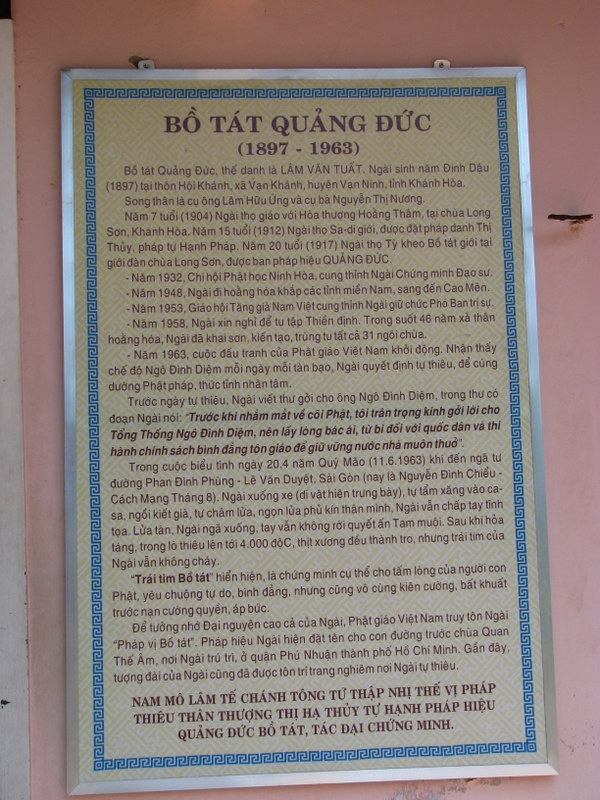 BỒ TÁT QUẢNG ĐỨC
(1897 - 1963)
Bồ tát Quảng Đức, thế danh là LÂM VĂN TUẤT. Ngài sinh năm Đinh Dậu
(1897) tại thôn Hội Khánh, xã Vạn Khánh, huyện Vạn Ninh, tỉnh Khánh Hòa.
Song thân là cụ ông Lâm Hữu Ứng và cụ bà Nguyễn Thị Nương.
Năm 7 tuổi (1904) Ngài thọ giáo với Hòa thượng Hoằng Thâm, tại chùa Long
Sơn, Khánh Hòa. Năm 15 tuổi (1912) Ngài thọ Sa-di giới, được đặt pháp danh Thị
Thủy, pháp tự Hạnh Pháp. Năm 20 tuổi (1917) Ngài thọ Tỳ kheo Bồ tát giới tại
giới đàn chùa Long Sơn, được ban pháp hiệu QUẢNG ĐỨC.
- Năm 1932, Chi hội Phật học Ninh Hòa, cung thỉnh Ngài Chứng minh Đạo sư.
- Năm 1948, Ngài đi hoằng hóa khắp các tỉnh miền Nam, sang đến Cao Mên.
- Năm 1953, Giáo hội Tăng già Nam Việt cung thỉnh Ngài giữ chức Phó Ban trị sự.
- Năm 1958, Ngài xin nghỉ để tu tập Thiền định. Trong suốt 46 năm xả thân
hoằng hóa, Ngài đã khai sơn, kiến tạo, trùng tu tất cả 31 ngôi chùa.
- Năm 1963, cuộc đấu tranh của Phật giáo Việt Nam khởi động. Nhận thấy
chế độ Ngô Đình Diệm mỗi ngày mỗi tàn bạo, Ngài quyết định tự thiêu, để cúng
dường Phật pháp, thức tỉnh nhân tâm.
Trước ngày tự thiêu, Ngài viết thư gởi cho ông Ngô Đình Diệm, trong thư có
đoạn Ngài nói: “Trước khi nhắm mắt về cõi Phật, tôi trân trọng kính gởi lời cho
Tổng Thống Ngô Đình Diệm, nên lấy lòng bác ái, từ bi đối với quốc dân và thi
hành chính sách bình đẳng tôn giáo để giữ vững nước nhà muôn thuở”.
Trong cuộc biểu tình ngày 20.4 năm Quý Mão (11.6.1963) khi đến ngã tư
đường Phan Đình Phùng - Lê Văn Duyệt, Sài Gòn (nay là Nguyễn Đình Chiểu -
Cách Mạng Tháng 8). Ngài xuống xe (di vật hiện trưng bày), tự tẩm xăng vào ca-
sa, ngồi kiết già, tự châm lửa, ngọn lửa phủ kín thân mình, Ngài vẫn chấp tay tĩnh
tọa. Lửa tàn, Ngài ngã xuống, tay vẫn không rời quyết ấn Tam muội. Sau khi hỏa
táng, trong lò thiêu lên tới 4.000 độC, thịt xương đều thành tro, nhưng trái tim của
Ngài vẫn không cháy.
“Trái tim Bồ tát” hiển hiện, là chứng minh cụ thể cho tấm lòng của người con
Phật, yêu chuộng tự do, bình đẳng, nhưng cũng vô cùng kiên cường, bất khuất
trước nạn cường quyền, áp bức.
Để tưởng nhớ Đại nguyện cao cả của Ngài, Phật giáo Việt Nam truy tôn Ngài
“Pháp vị Bồ tát”. Pháp hiệu Ngài hiện đặt tên cho con đường trước chùa Quan
Thế Âm, nơi Ngài trú trì, ở quận Phú Nhuận thành phố Hồ Chí Minh. Gần đây,
tượng đài của Ngài cũng đã được tôn trí trang nghiêm nơi Ngài tự thiêu.
NAM MÔ LÂM TẾ CHÁNH TÔNG TỨ THẬP NHỊ THẾ VỊ PHÁP
THIÊU THÂN THƯỢNG THỊ HẠ THỦY TỰ HẠNH PHÁP HIỆU
QUẢNG ĐỨC BỒ TÁT, TÁC ĐẠI CHỨNG MINH.